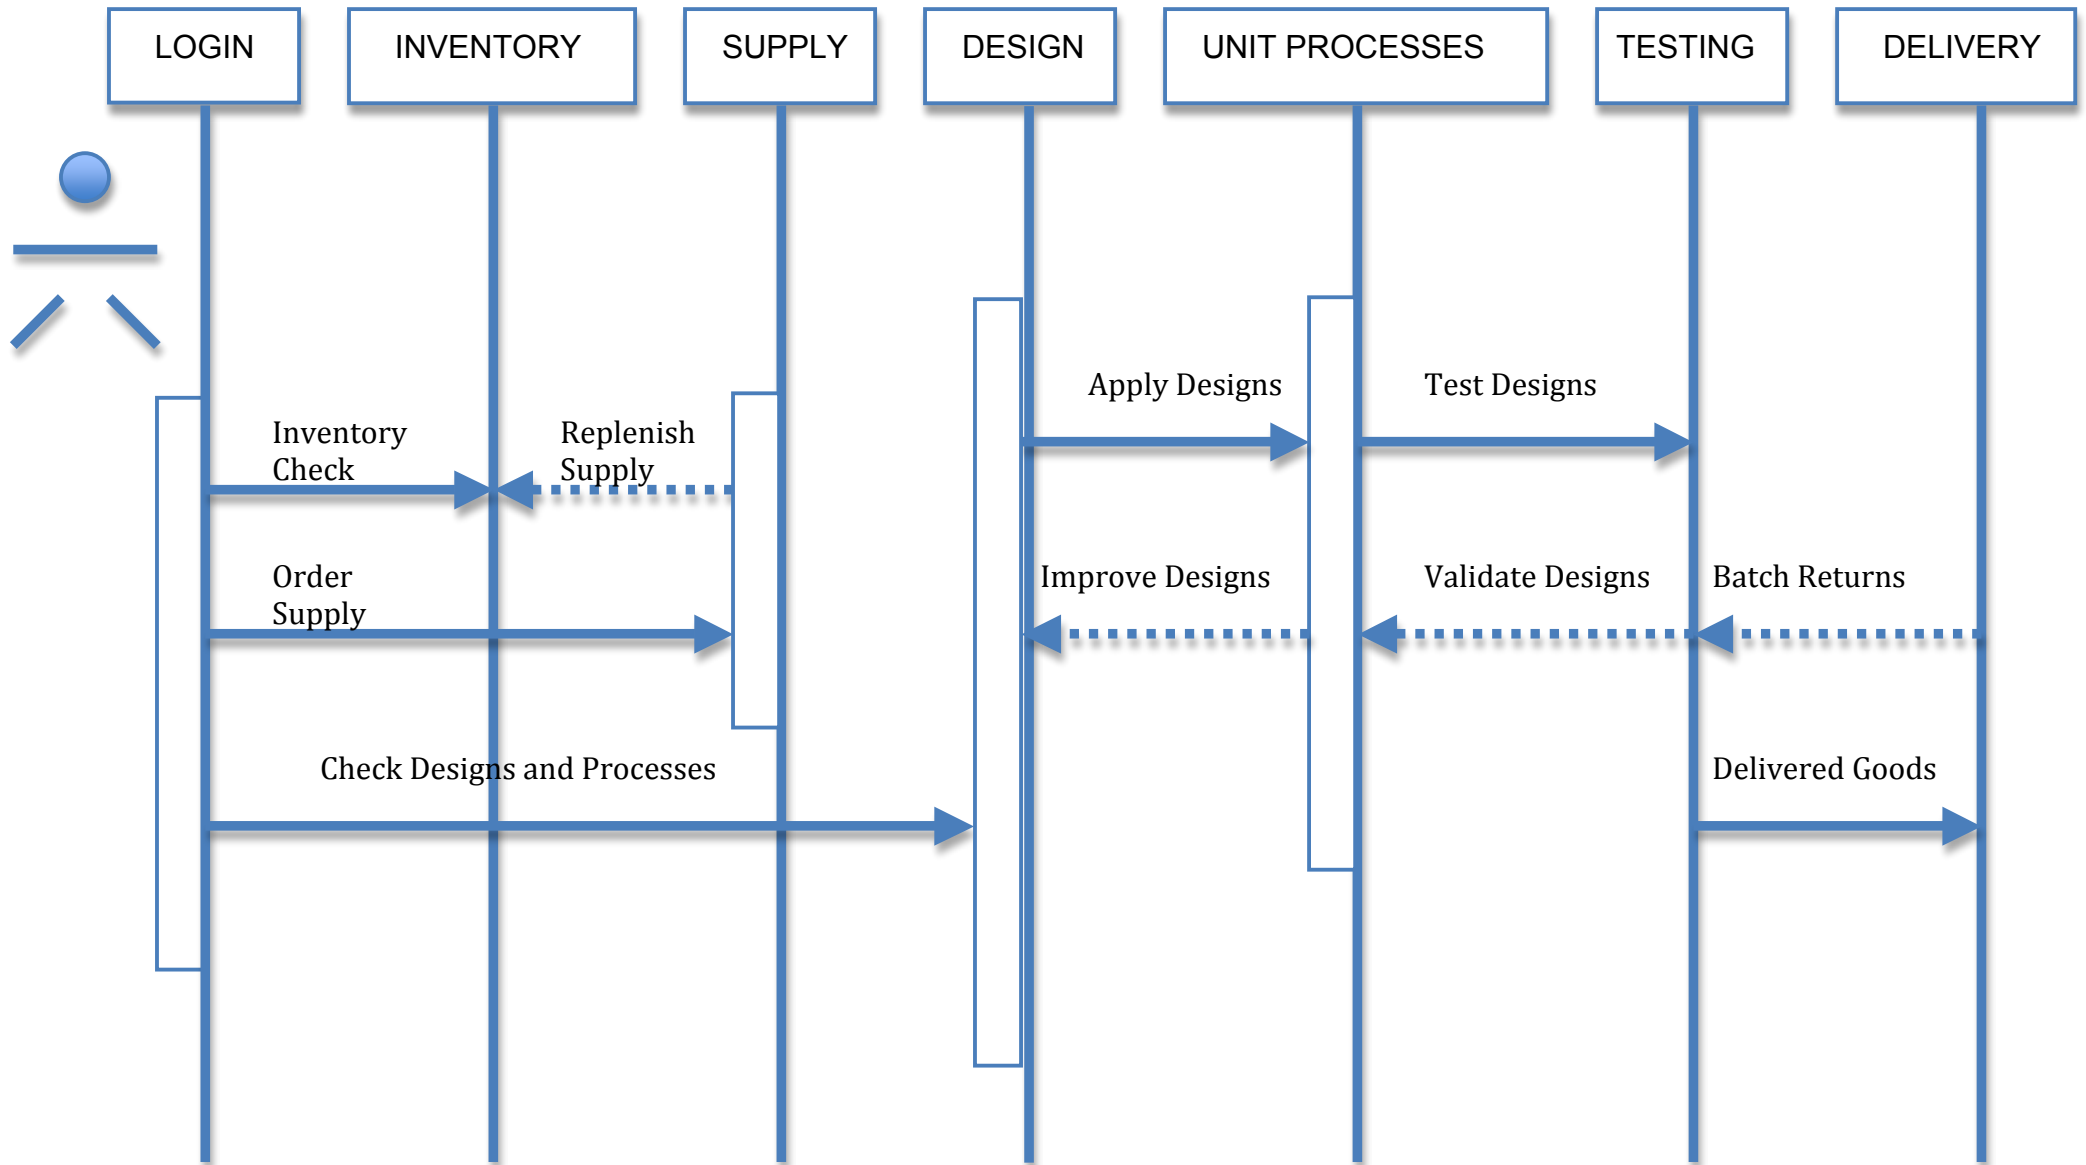 LOGIN
INVENTORY
SUPPLY
DESIGN
UNIT PROCESSES
TESTING
DELIVERY
Apply Designs
Test Designs
Inventory
Check
Replenish
Supply
Order
Supply
Improve Designs
Validate Designs
Batch Returns
Check Designs and Processes
Delivered Goods